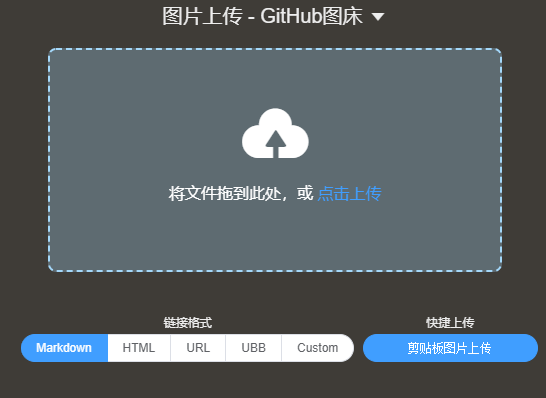 图片上传 - GitHub图床
将文件拖到此处，或 点击上传
链接格式
快捷上传
Markdown HTML URL UBB Custom
剪贴板图片上传